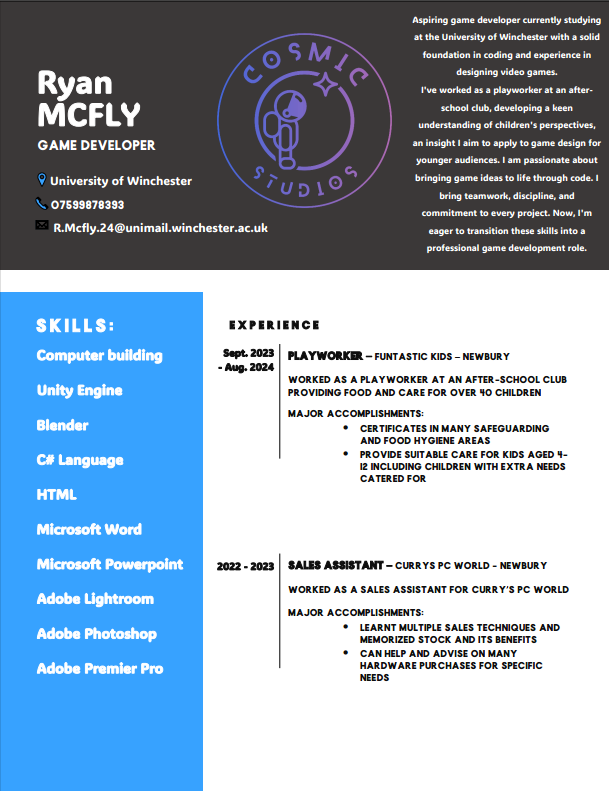 Ryan
MCFLY
GAME DEVELOPER
University of Winchester
07599878393
R.Mcfly.24@unimail.winchester.ac.uk
COSMIC
STUDIOS
Aspiring game developer currently studying
at the University of Winchester with a solid
foundation in coding and experience in
designing video games.
I've worked as a playworker at an after-
school club, developing a keen
understanding of children's perspectives,
an insight I aim to apply to game design for
younger audiences. I am passionate about
bringing game ideas to life through code. I
bring teamwork, discipline, and
commitment to every project. Now, I'm
eager to transition these skills into a
professional game development role.
SKILLS:
Computer building
Unity Engine
Blender
C# Language
HTML
Microsoft Word
Microsoft Powerpoint
Adobe Lightroom
Adobe Photoshop
Adobe Premier Pro
EXPERIENCE
Sept. 2023
- Aug. 2024
PLAYWORKER – FUNTASTIC KIDS – NEWBURY
WORKED AS A PLAYWORKER AT AN AFTER-SCHOOL CLUB
PROVIDING FOOD AND CARE FOR OVER 40 CHILDREN
MAJOR ACCOMPLISHMENTS:
• CERTIFICATES IN MANY SAFEGUARDING
AND FOOD HYGIENE AREAS
• PROVIDE SUITABLE CARE FOR KIDS AGED 4-
12 INCLUDING CHILDREN WITH EXTRA NEEDS
CATERED FOR
2022 - 2023
SALES ASSISTANT – CURRYS PC WORLD - NEWBURY
WORKED AS A SALES ASSISTANT FOR CURRY'S PC WORLD
MAJOR ACCOMPLISHMENTS:
• LEARNT MULTIPLE SALES TECHNIQUES AND
MEMORIZED STOCK AND ITS BENEFITS
• CAN HELP AND ADVISE ON MANY
HARDWARE PURCHASES FOR SPECIFIC
NEEDS